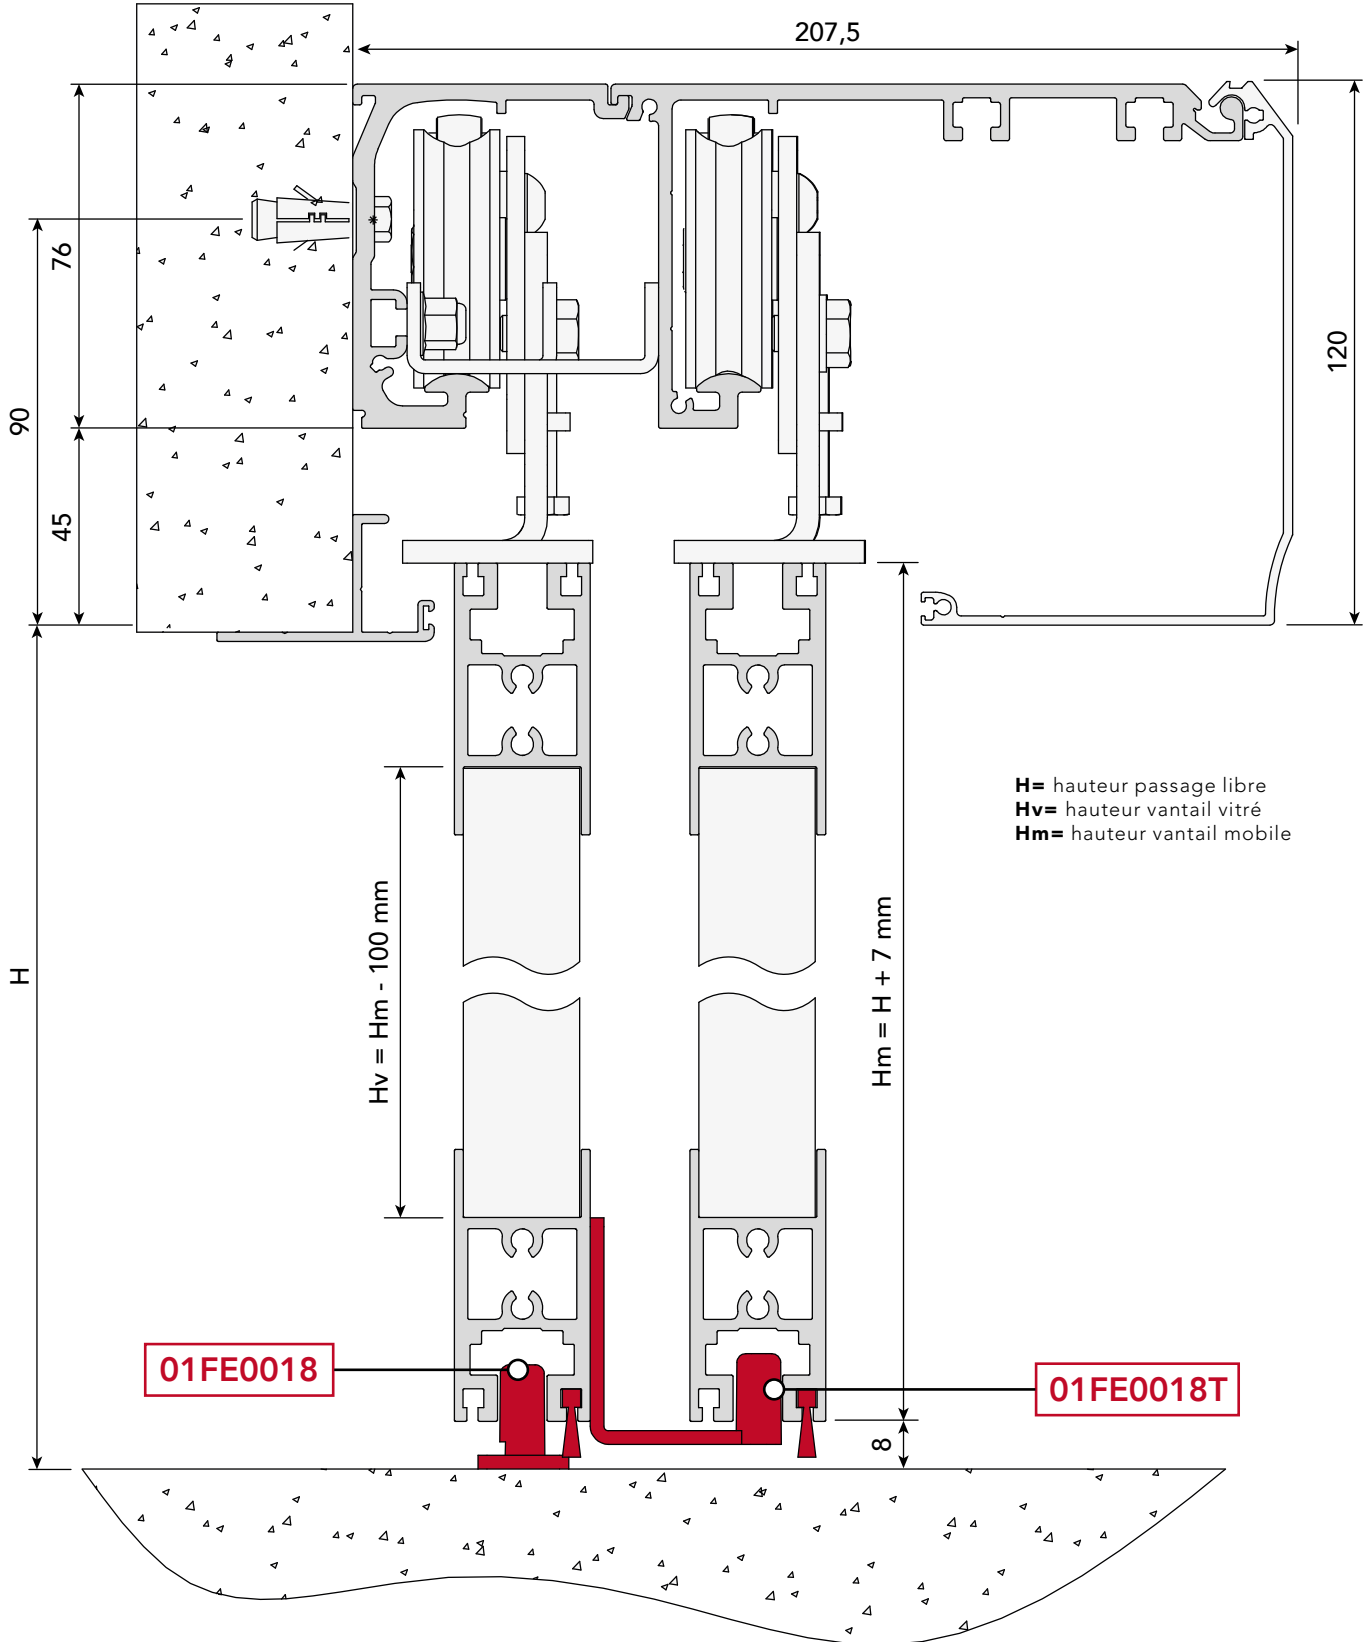 207,5
76
90
45
120
H= hauteur passage libre
Hv= hauteur vantail vitré
Hm= hauteur vantail mobile
Hv = Hm - 100 mm
Hm = H + 7 mm
H
01FE0018
01FE0018T
8